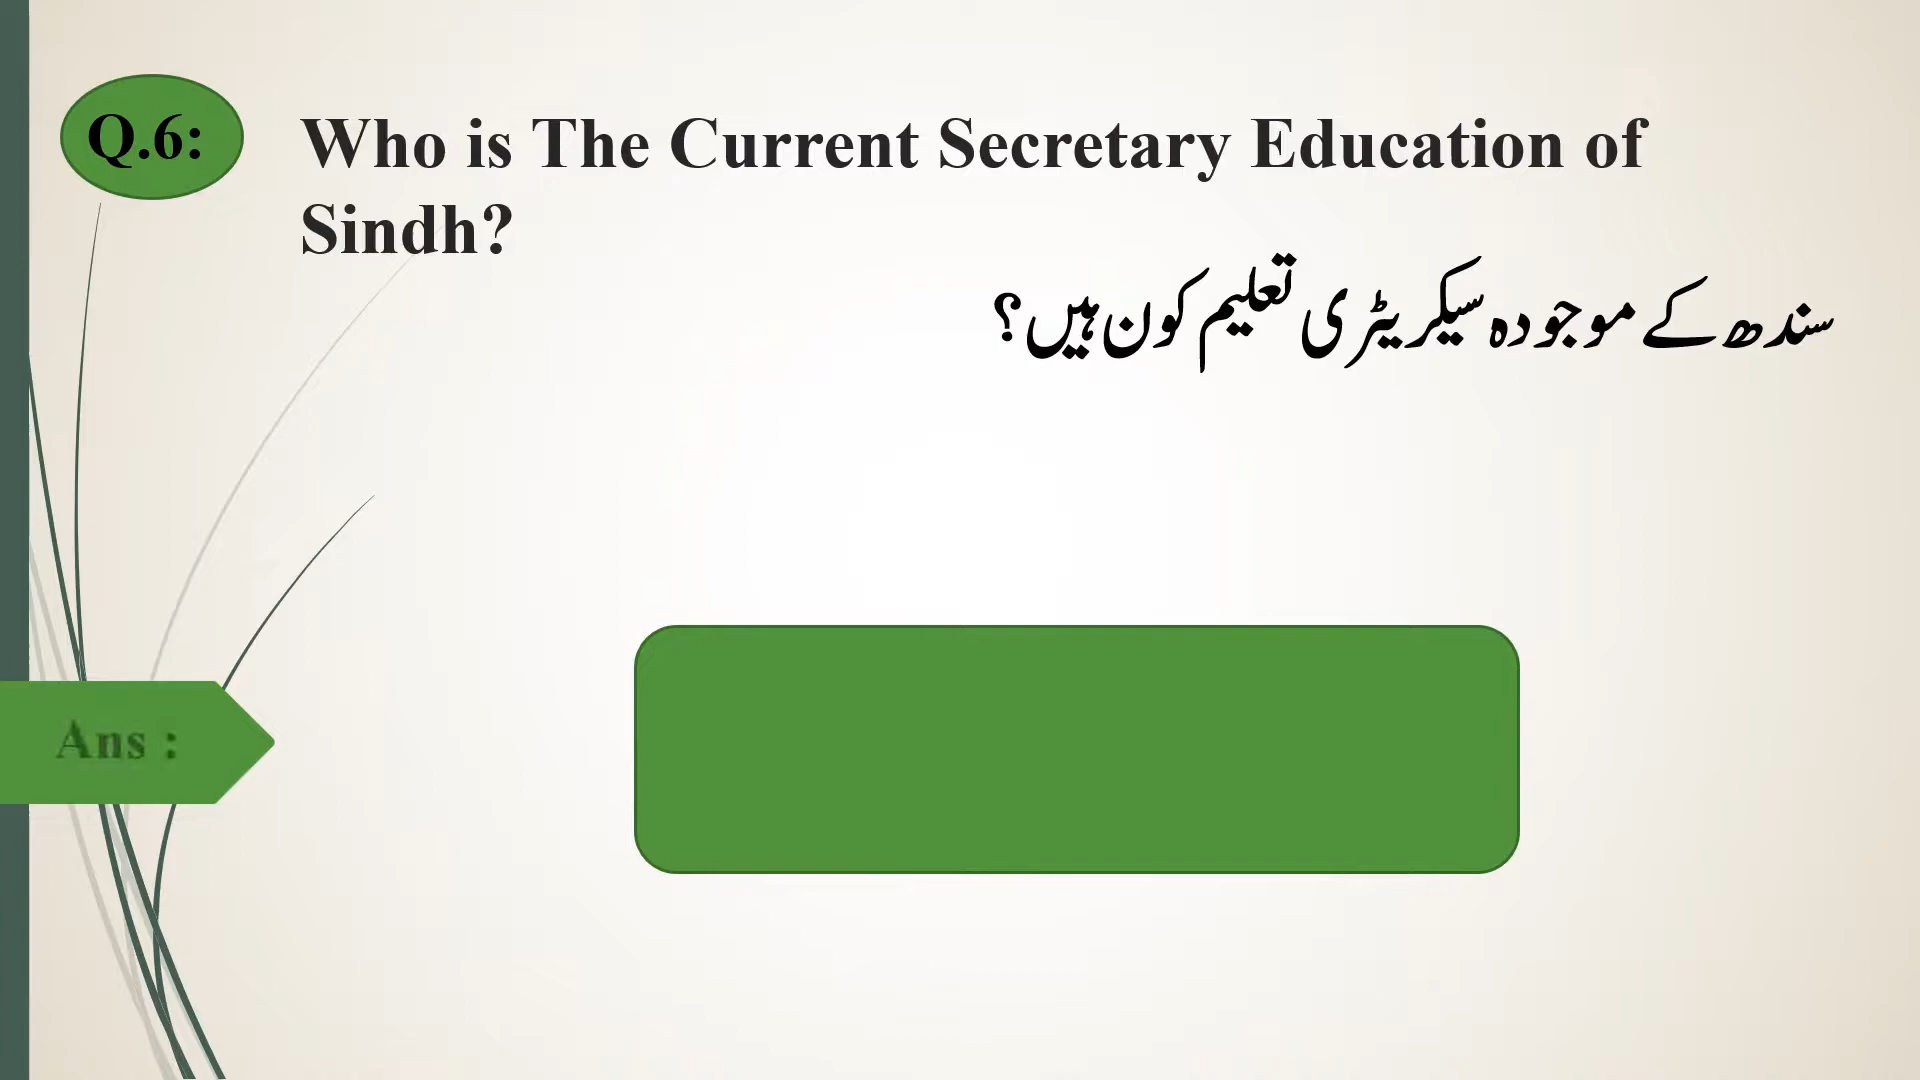 Q.6:
Who is The Current Secretary Education of
Sindh?
سندھ کے موجودہ سیکریٹری تعلیم کون ہیں؟
Ans :